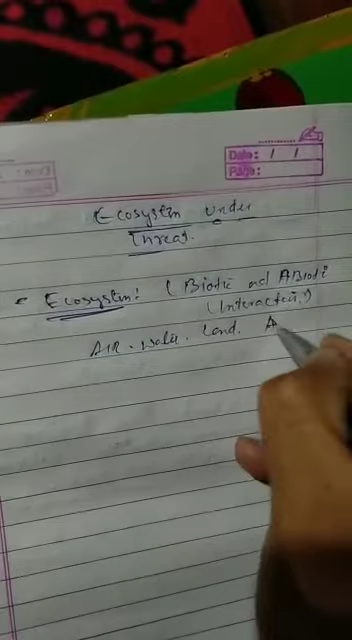 Date: / /
Page:
Ecosystem under
Threat.
Ecosystem: (Biotic and ABiotic
(Interaction.)
AIR. water. Land. A